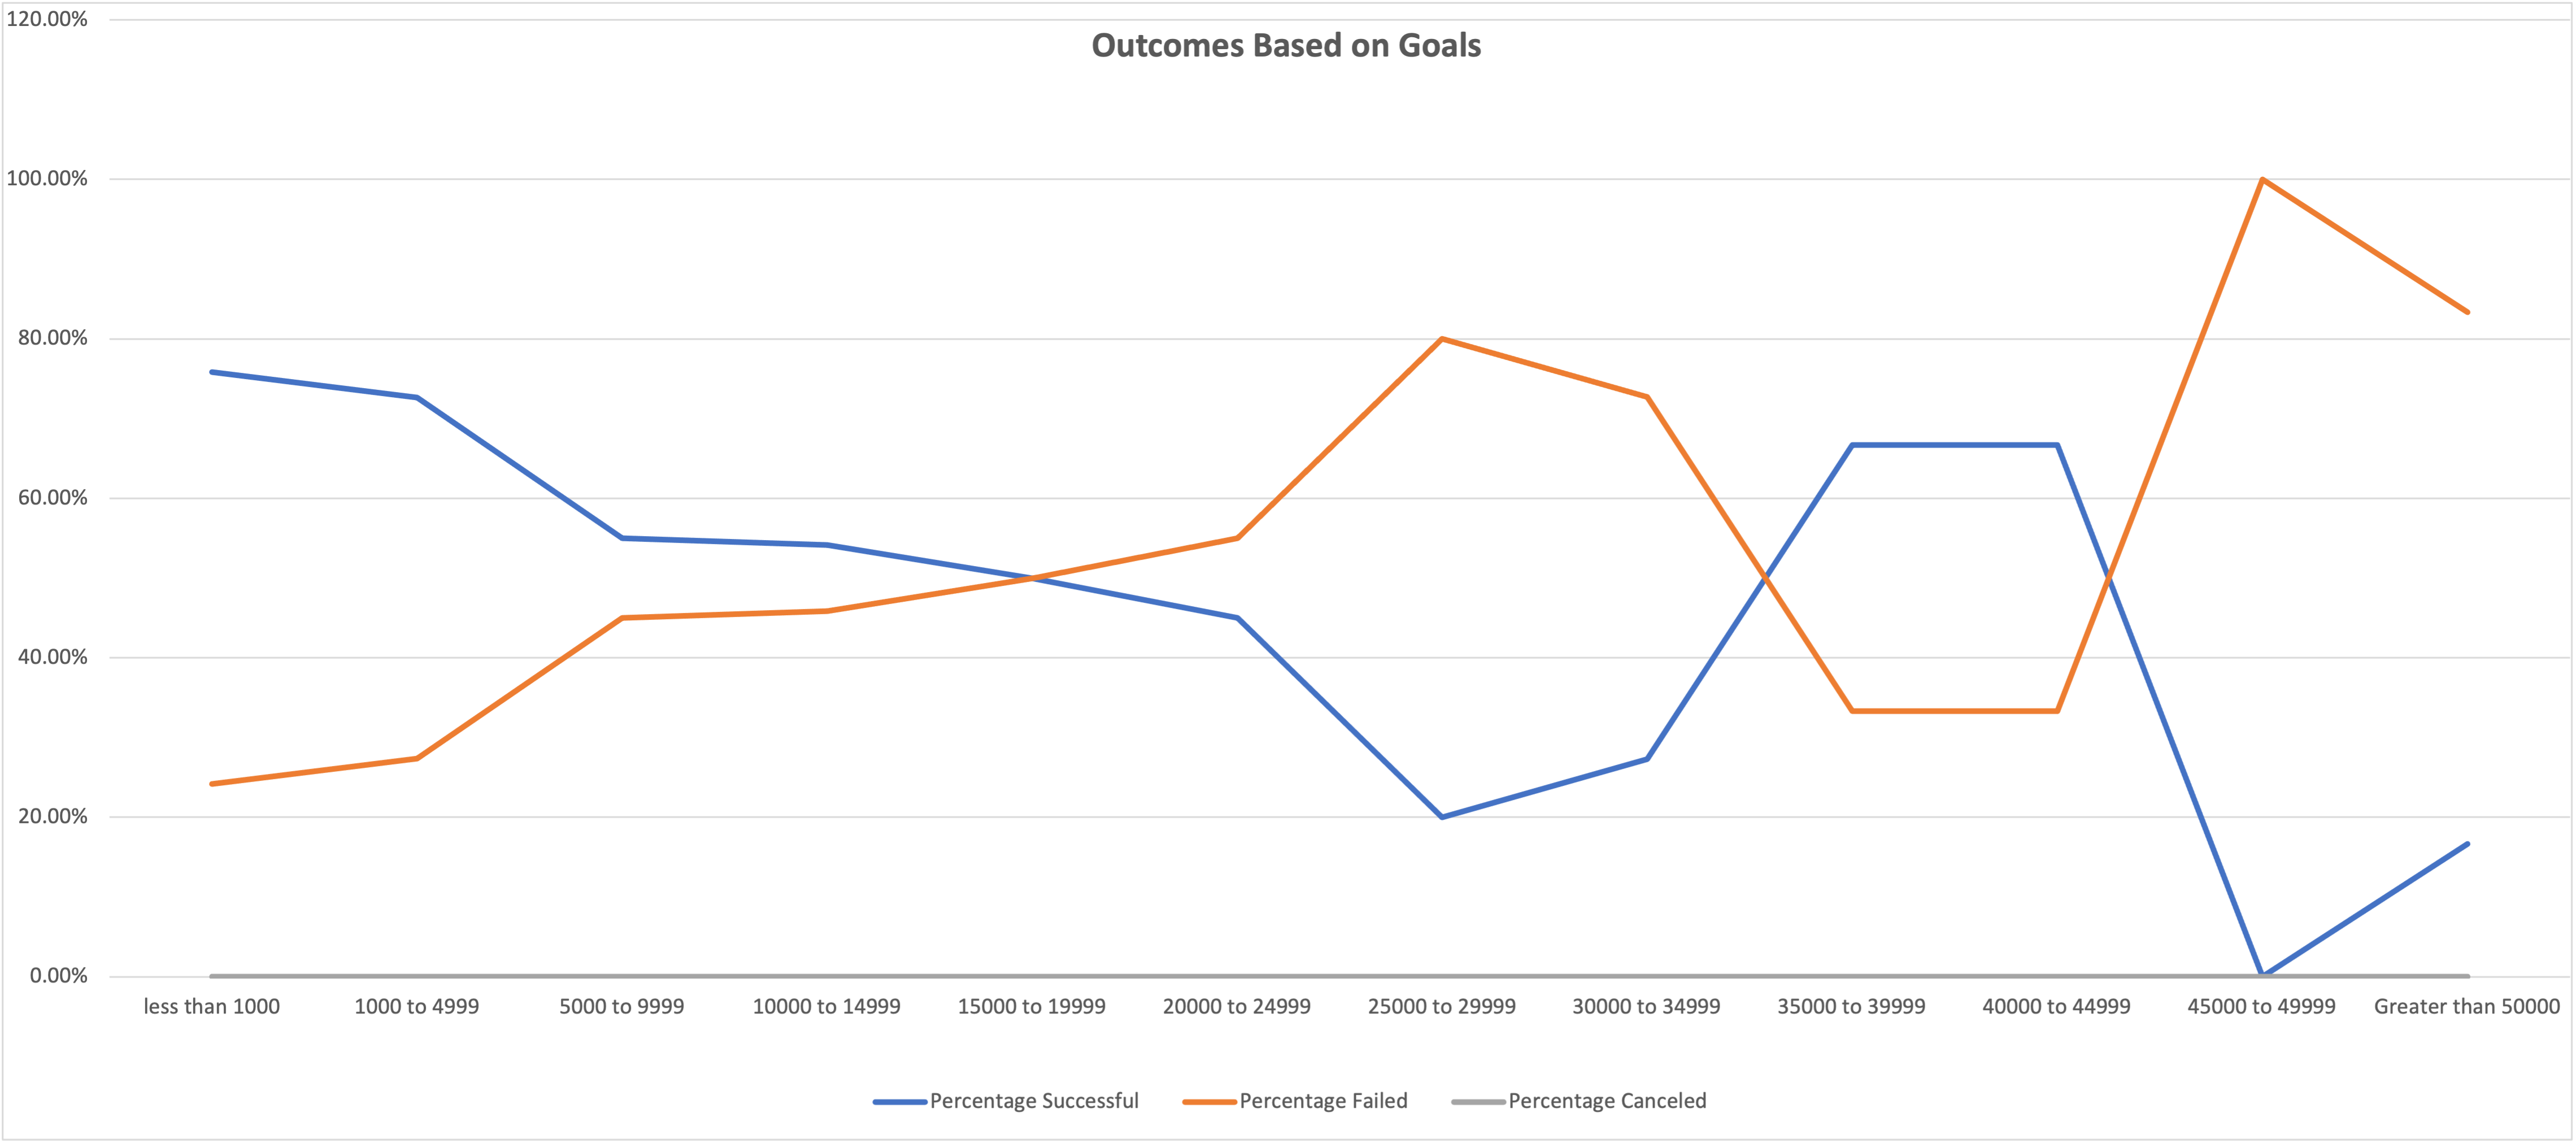 Outcomes Based on Goals
120.00%
100.00%
80.00%
60.00%
40.00%
20.00%
0.00%
less than 1000 1000 to 4999 5000 to 9999 10000 to 14999 15000 to 19999 20000 to 24999 25000 to 29999 30000 to 34999 35000 to 39999 40000 to 44999 45000 to 49999 Greater than 50000
Percentage Successful Percentage Failed Percentage Canceled